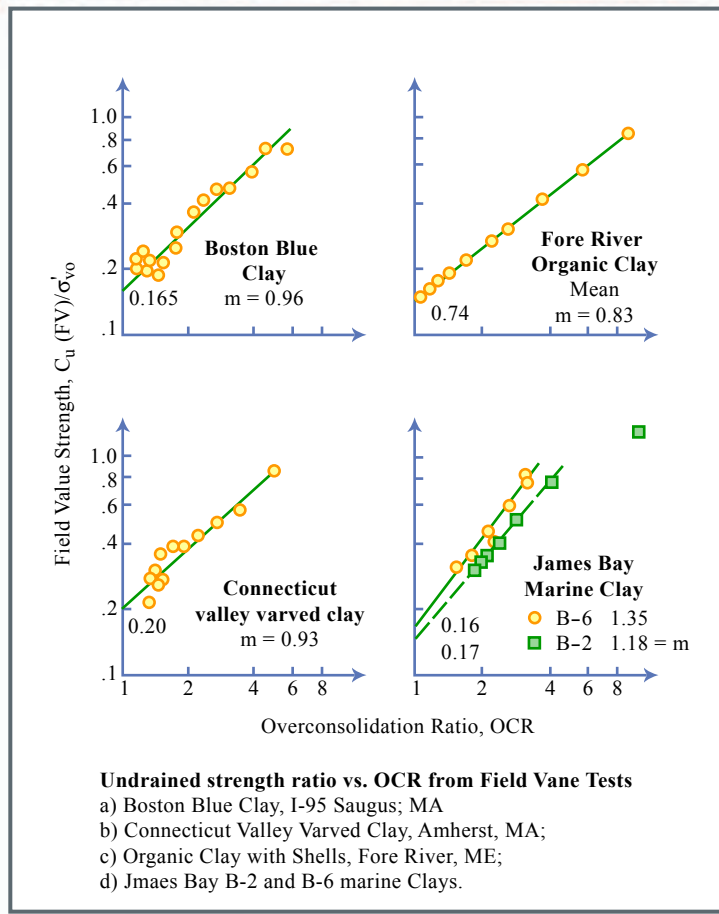 1.0
.8
.6
.4
.2
.1
0.165
Boston Blue
Clay
m = 0.96
Fore River
Organic Clay
Mean
m = 0.83
0.74
Field Value Strength, Cu (FV)/σ'vo
1.0
.8
.6
.4
.2
.1
0.20
Connecticut
valley varved clay
m = 0.93
1 2 4 6 8
James Bay
Marine Clay
B-6 1.35
B-2 1.18 = m
0.16
0.17
1 2 4 6 8
Overconsolidation Ratio, OCR
Undrained strength ratio vs. OCR from Field Vane Tests
a) Boston Blue Clay, I-95 Saugus; MA
b) Connecticut Valley Varved Clay, Amherst, MA;
c) Organic Clay with Shells, Fore River, ME;
d) Jmaes Bay B-2 and B-6 marine Clays.